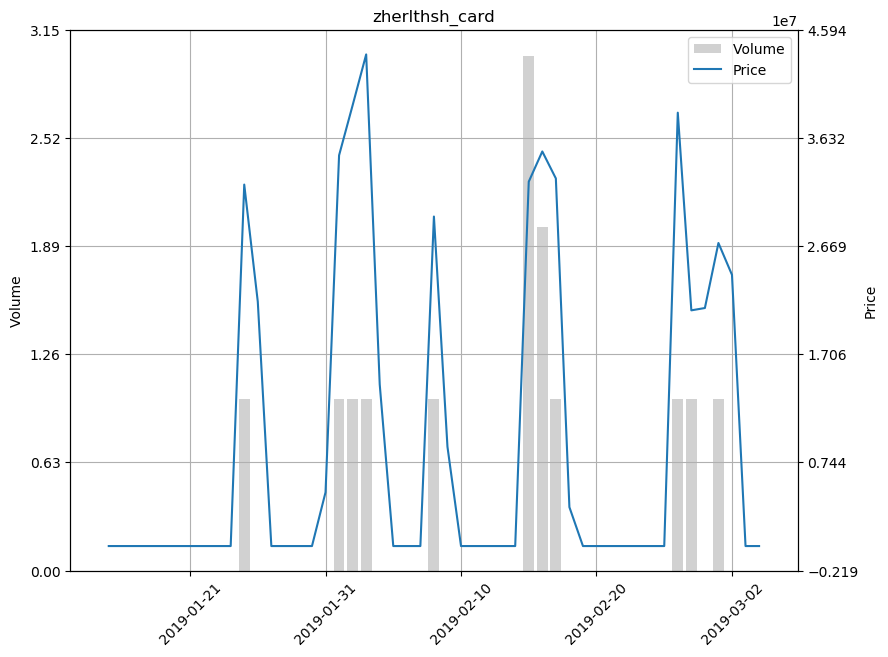 zherlthsh_card
1e7
3.15
2.52
1.89
1.26
0.63
0.00
Volume
4.594
3.632
2.669
1.706
0.744
−0.219
Price
Volume
Price
2019-01-21
2019-01-31
2019-02-10
2019-02-20
2019-03-02